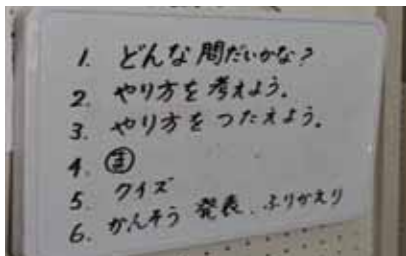 1. どんな問だいかな?
2. やり方を考えよう。
3. やり方をつたえよう。
4. ㋮
5. クイズ
6. かんそう 発表、ふりかえり